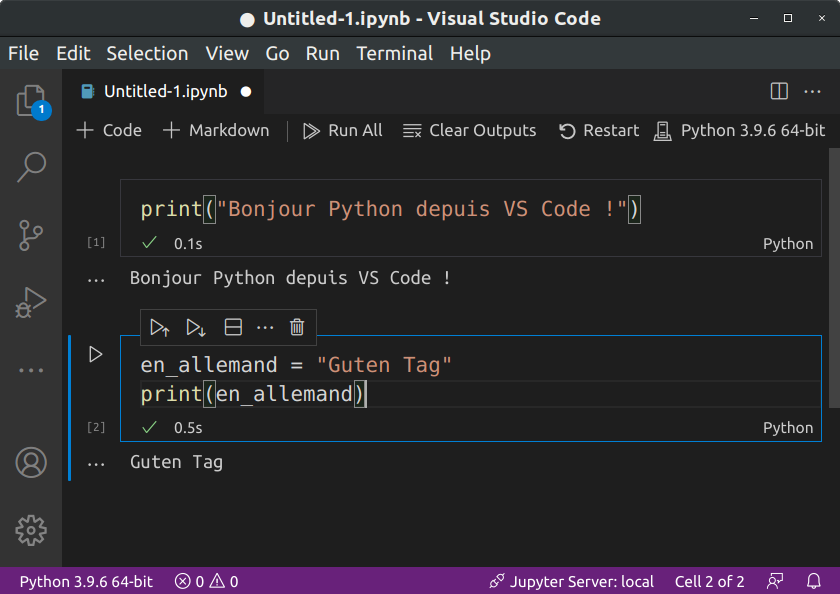 Untitled-1.ipynb - Visual Studio Code
File Edit Selection View Go Run Terminal Help
1
Untitled-1.ipynb
Code Markdown Run All Clear Outputs Restart Python 3.9.6 64-bit
print("Bonjour Python depuis VS Code !")
[1] 0.1s Python
Bonjour Python depuis VS Code !
en_allemand = "Guten Tag"
print(en_allemand)
[2] 0.5s Python
Guten Tag
Python 3.9.6 64-bit 0 0 Jupyter Server: local Cell 2 of 2